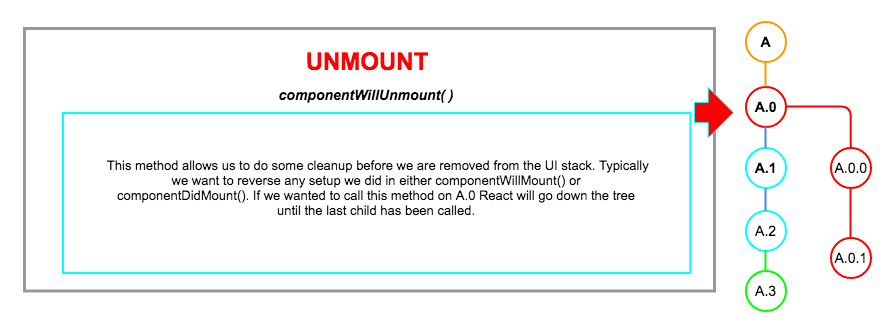 UNMOUNT
componentWillUnmount( )
This method allows us to do some cleanup before we are removed from the UI stack. Typically
we want to reverse any setup we did in either componentWillMount() or
componentDidMount(). If we wanted to call this method on A.0 React will go down the tree
until the last child has been called.
A
A.0
A.1
A.0.0
A.2
A.0.1
A.3